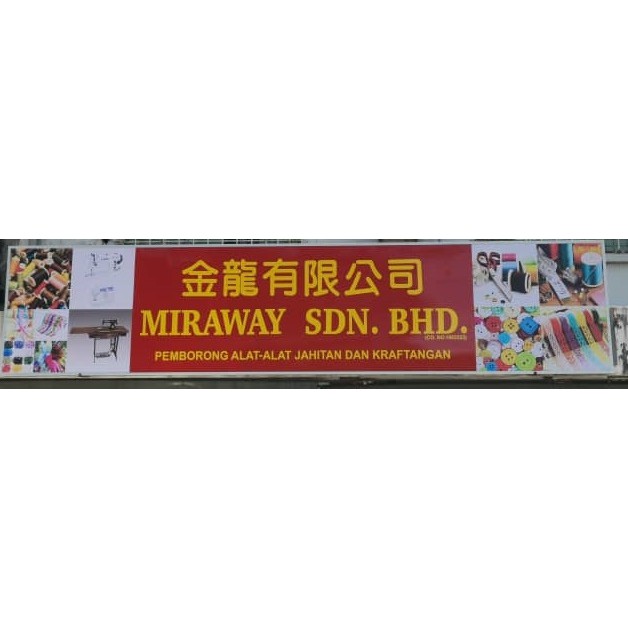 金龍有限公司
MIRAWAY SDN. BHD.
PEMBORONG ALAT-ALAT JAHITAN DAN KRAFTANGAN